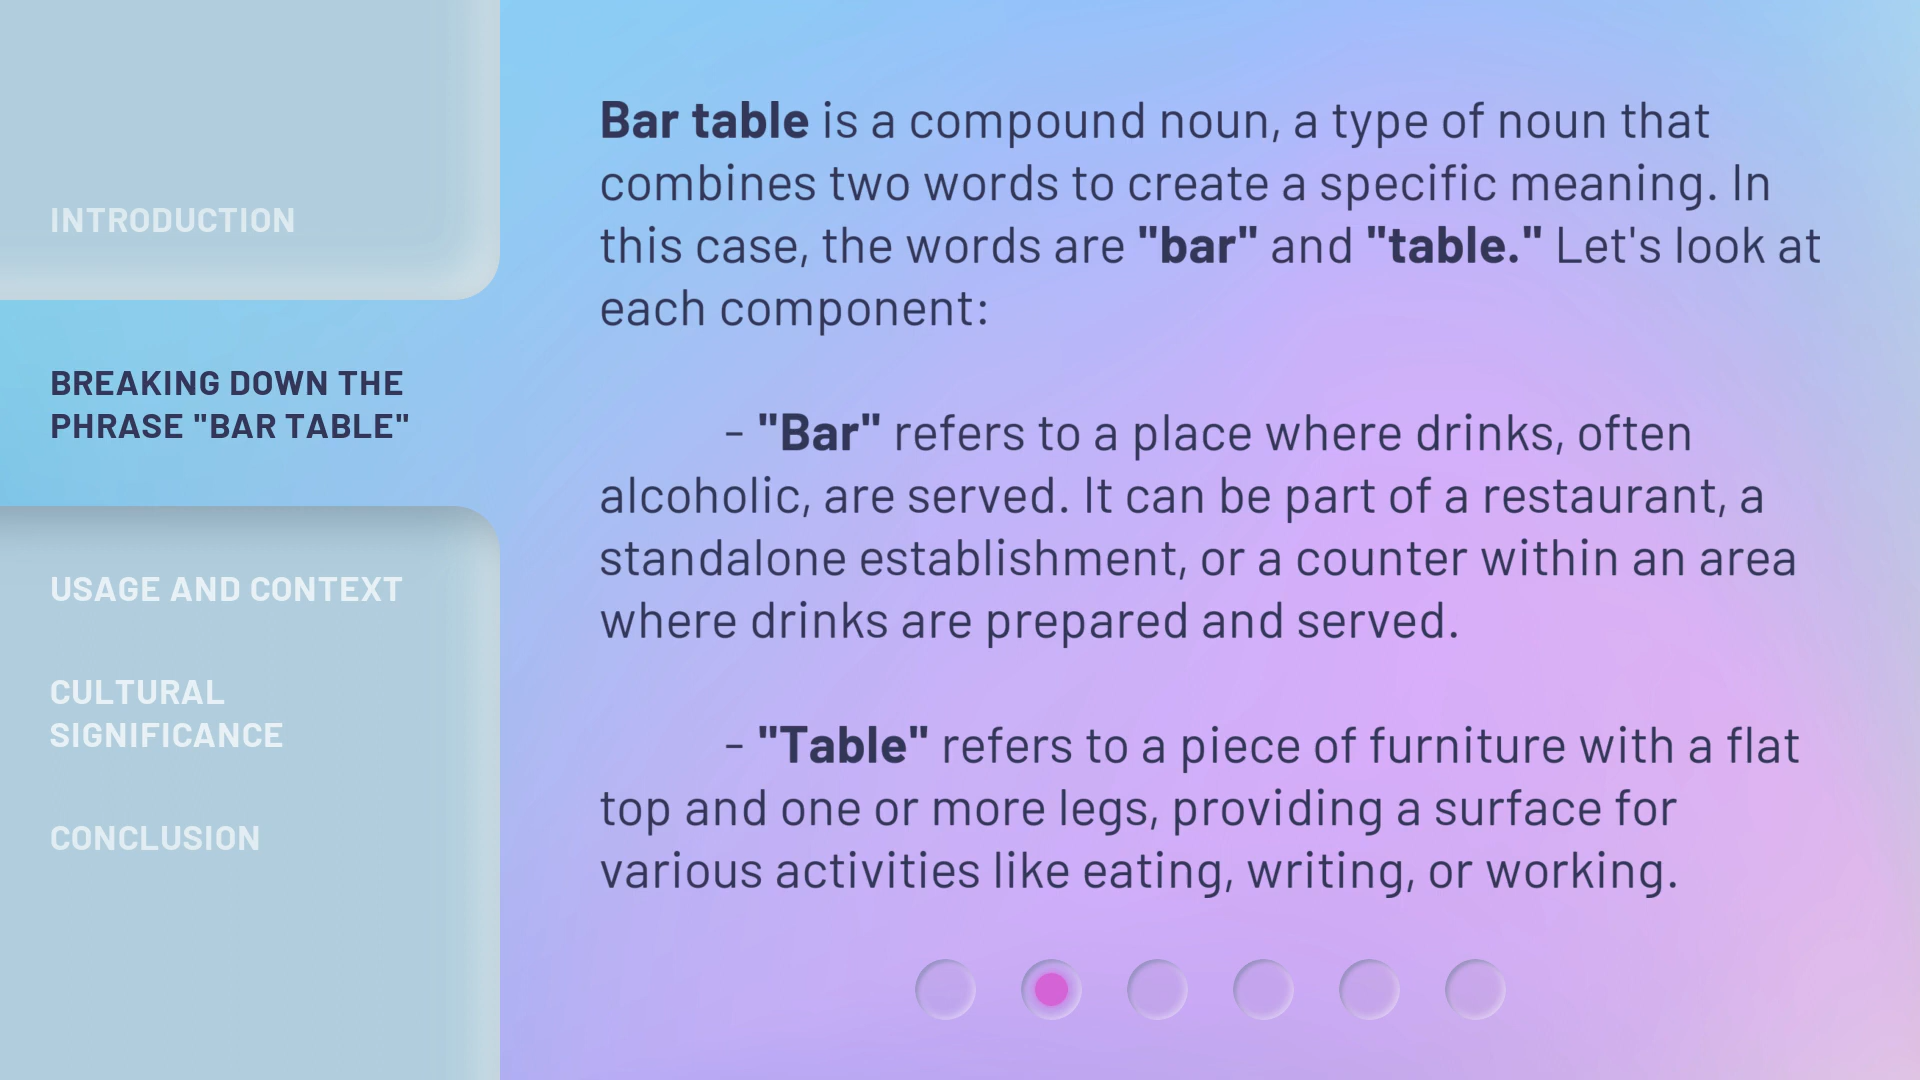 INTRODUCTION
BREAKING DOWN THE
PHRASE "BAR TABLE"
USAGE AND CONTEXT
CULTURAL
SIGNIFICANCE
CONCLUSION
Bar table is a compound noun, a type of noun that
combines two words to create a specific meaning. In
this case, the words are "bar" and "table." Let's look at
each component:
- "Bar" refers to a place where drinks, often
alcoholic, are served. It can be part of a restaurant, a
standalone establishment, or a counter within an area
where drinks are prepared and served.
- "Table" refers to a piece of furniture with a flat
top and one or more legs, providing a surface for
various activities like eating, writing, or working.